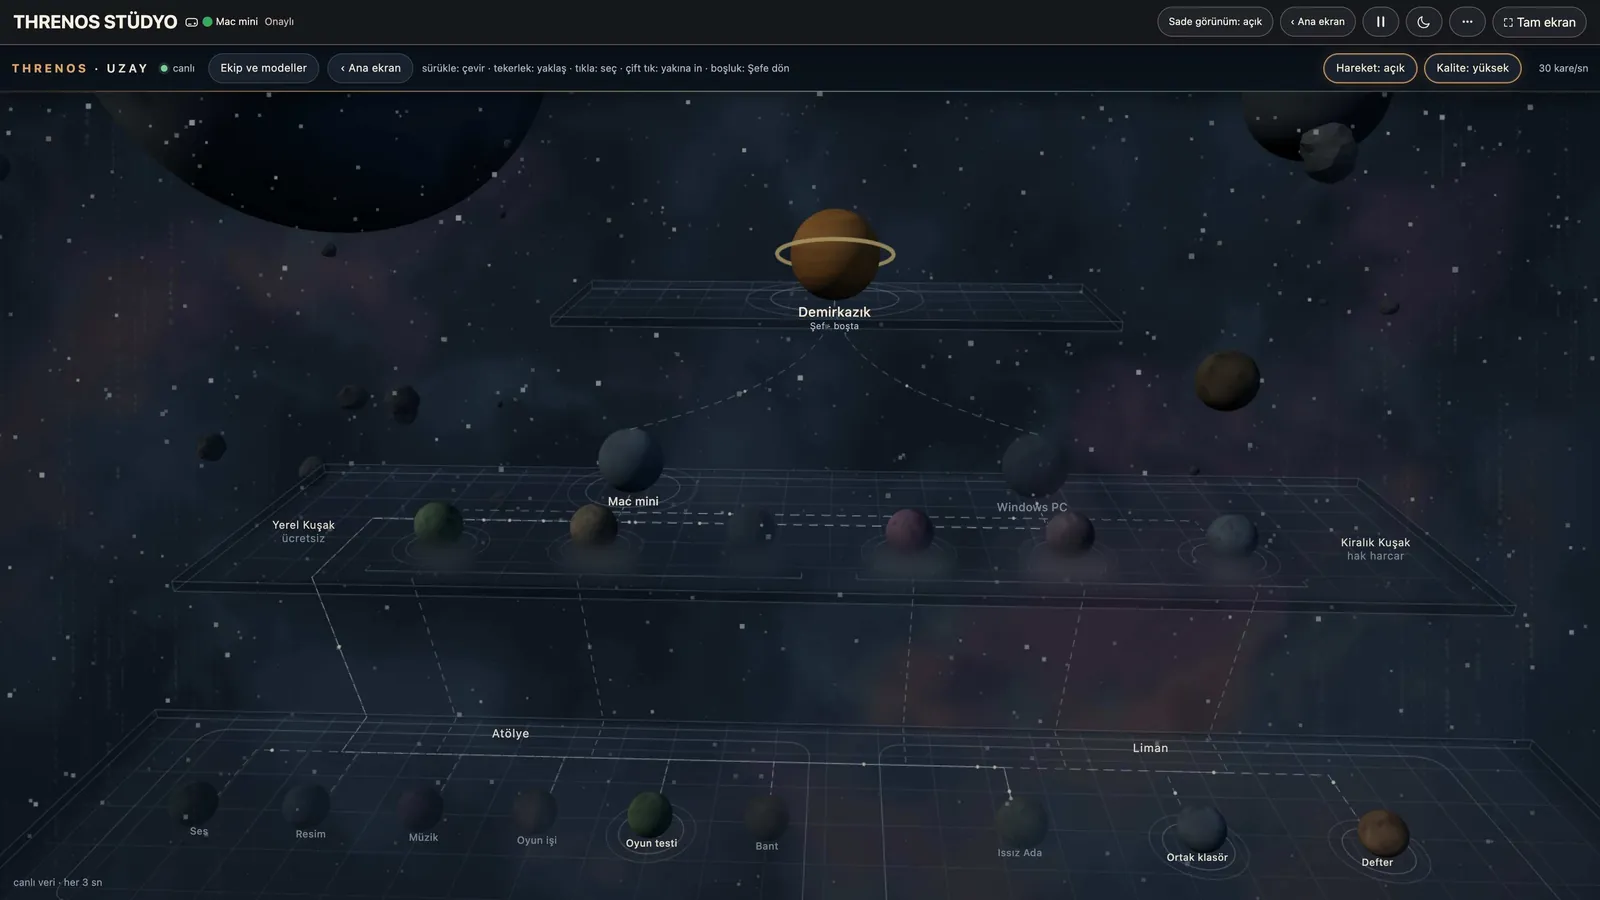 THRENOS STÜDYO Mac mini Onaylı
Sade görünüm: açık
‹ Ana ekran
Tam ekran
THRENOS · UZAY canlı
Ekip ve modeller
‹ Ana ekran
sürükle: çevir · tekerlek: yaklaş · tıkla: seç · çift tık: yakına in · boşluk: Şefe dön
Hareket: açık
Kalite: yüksek
30 kare/sn
Demirkazık
Şef · boşta
Mac mini
Windows PC
Yerel Kuşak
ücretsiz
Kiralık Kuşak
hak harcar
Atölye
Liman
Ses
Resim
Müzik
Oyun işi
Oyun testi
Bant
Issız Ada
Ortak klasör
Defter
canlı veri · her 3 sn